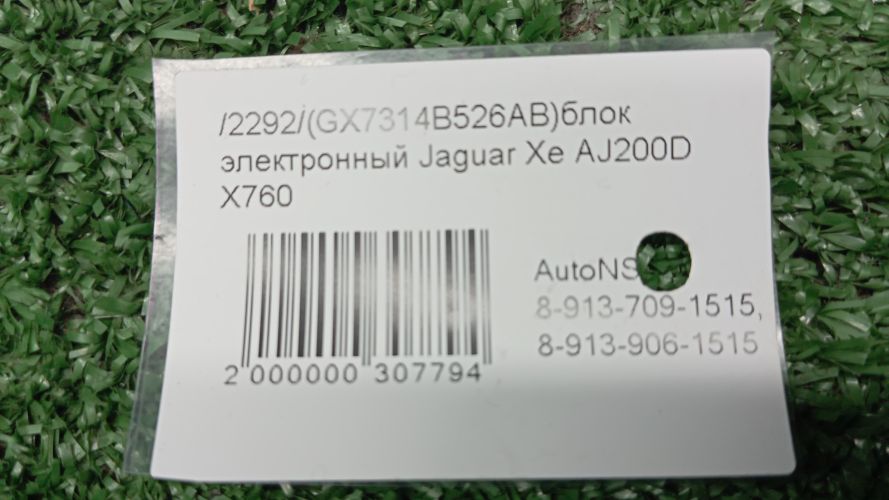 /2292/(GX7314B526AB)блок
электронный Jaguar Xe AJ200D
X760
8-913-709-1515,
8-913-906-1515
2 000000 307794